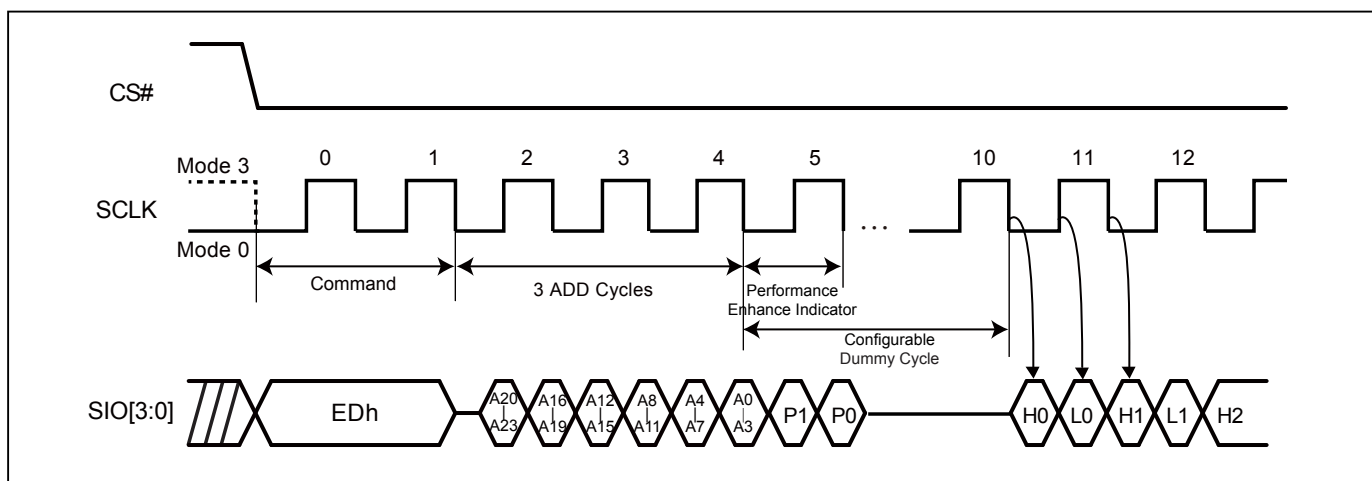 CS#
Mode 3
0 1 2 3 4 5 10 11 12
SCLK
...
Mode 0
Command
3 ADD Cycles
Performance
Enhance Indicator
Configurable
Dummy Cycle
SIO[3:0]
EDh
A20 | A23
A16 | A19
A12 | A15
A8 | A11
A4 | A7
A0 | A3
P1
P0
H0
L0
H1
L1
H2